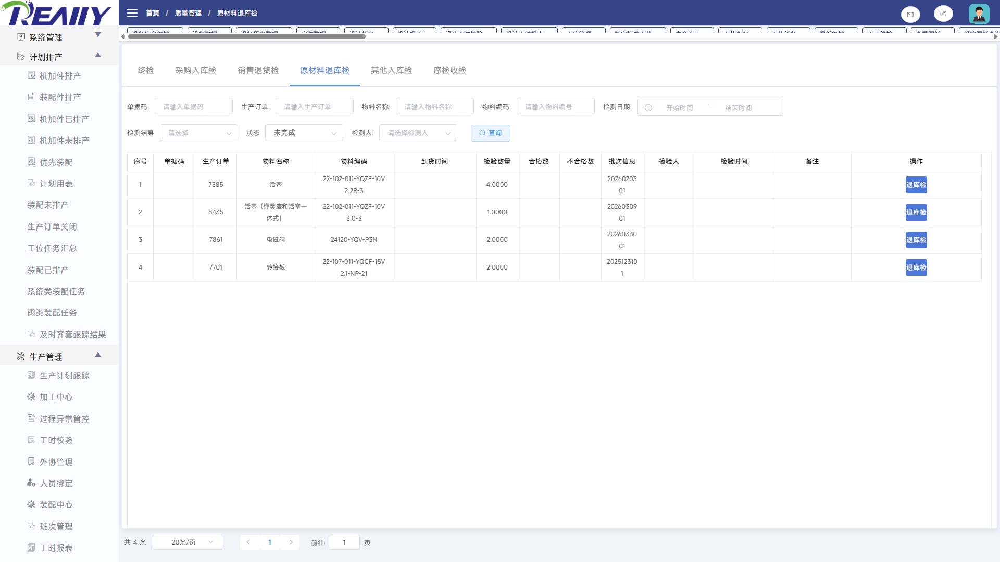 REAllY
首页 / 质量管理 / 原材料退库检
系统管理
计划排产
机加件排产
装配件排产
机加件已排产
机加件未排产
优先装配
计划用表
装配未排产
生产订单关闭
工位任务汇总
装配已排产
系统类装配任务
阀类装配任务
及时齐套跟踪结果
生产管理
生产计划跟踪
加工中心
过程异常管控
工时校验
外协管理
人员绑定
装配中心
班次管理
工时报表
终检 采购入库检 销售退货检 原材料退库检 其他入库检 序检收检
单据码: 请输入单据码 生产订单: 请输入生产订单 物料名称: 请输入物料名称 物料编码: 请输入物料编号 检测日期: 开始时间 - 结束时间
检测结果 请选择 状态 未完成 检测人: 请选择检测人 查询
序号 单据码 生产订单 物料名称 物料编码 到货时间 检验数量 合格数 不合格数 批次信息 检验人 检验时间 备注 操作
1 7385 活塞 22-102-011-YQZF-10V 4.0000 20260203 退库检
2.2R-3 01
2 8435 活塞（弹簧座和活塞一 22-102-011-YQZF-10V 1.0000 20260309 退库检
体式） 3.0-3 01
3 7861 电磁阀 24120-YQV-P3N 2.0000 20260330 退库检
01
4 7701 转接板 22-107-011-YQCF-15V 2.0000 202512310 退库检
2.1-NP-21 1
共 4 条 20条/页 1 前往 1 页